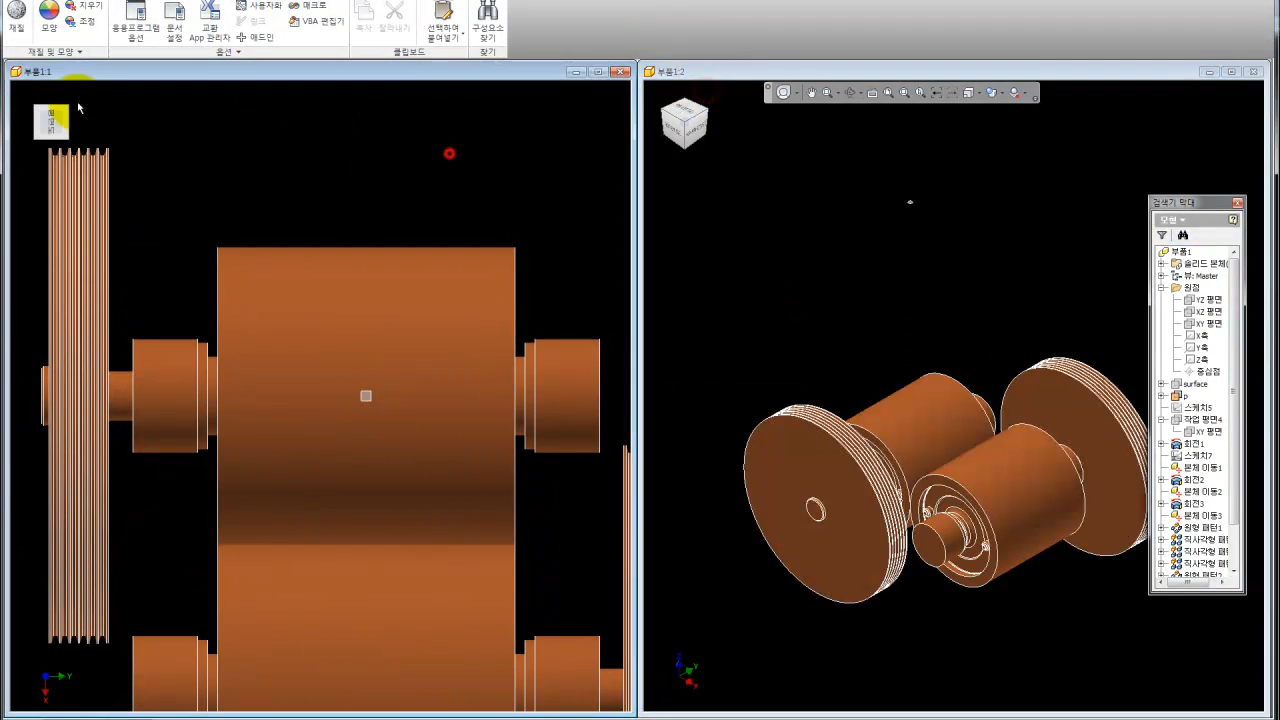 지우기
사용자화
매크로
조정
링크
VBA 편집기
재질
모양
응용프로그램
옵션
문서
설정
교환
App 관리자
애드인
복사
잘라내기
선택하여
붙여넣기
구성요소
찾기
재질 및 모양
옵션
클립보드
찾기
부품1:1
부품1:2
검색기 막대
모형
부품1
솔리드 본체(
뷰: Master
원점
YZ 평면
XZ 평면
XY 평면
X축
Y축
Z축
중심점
surface
p
스케치5
작업 평면4
XY 평면
회전1
스케치7
본체 이동1
회전2
본체 이동2
회전3
본체 이동3
원형 패턴1
직사각형 패턴
직사각형 패턴
직사각형 패턴
원형 패턴2
Y
X
Z
Y
X